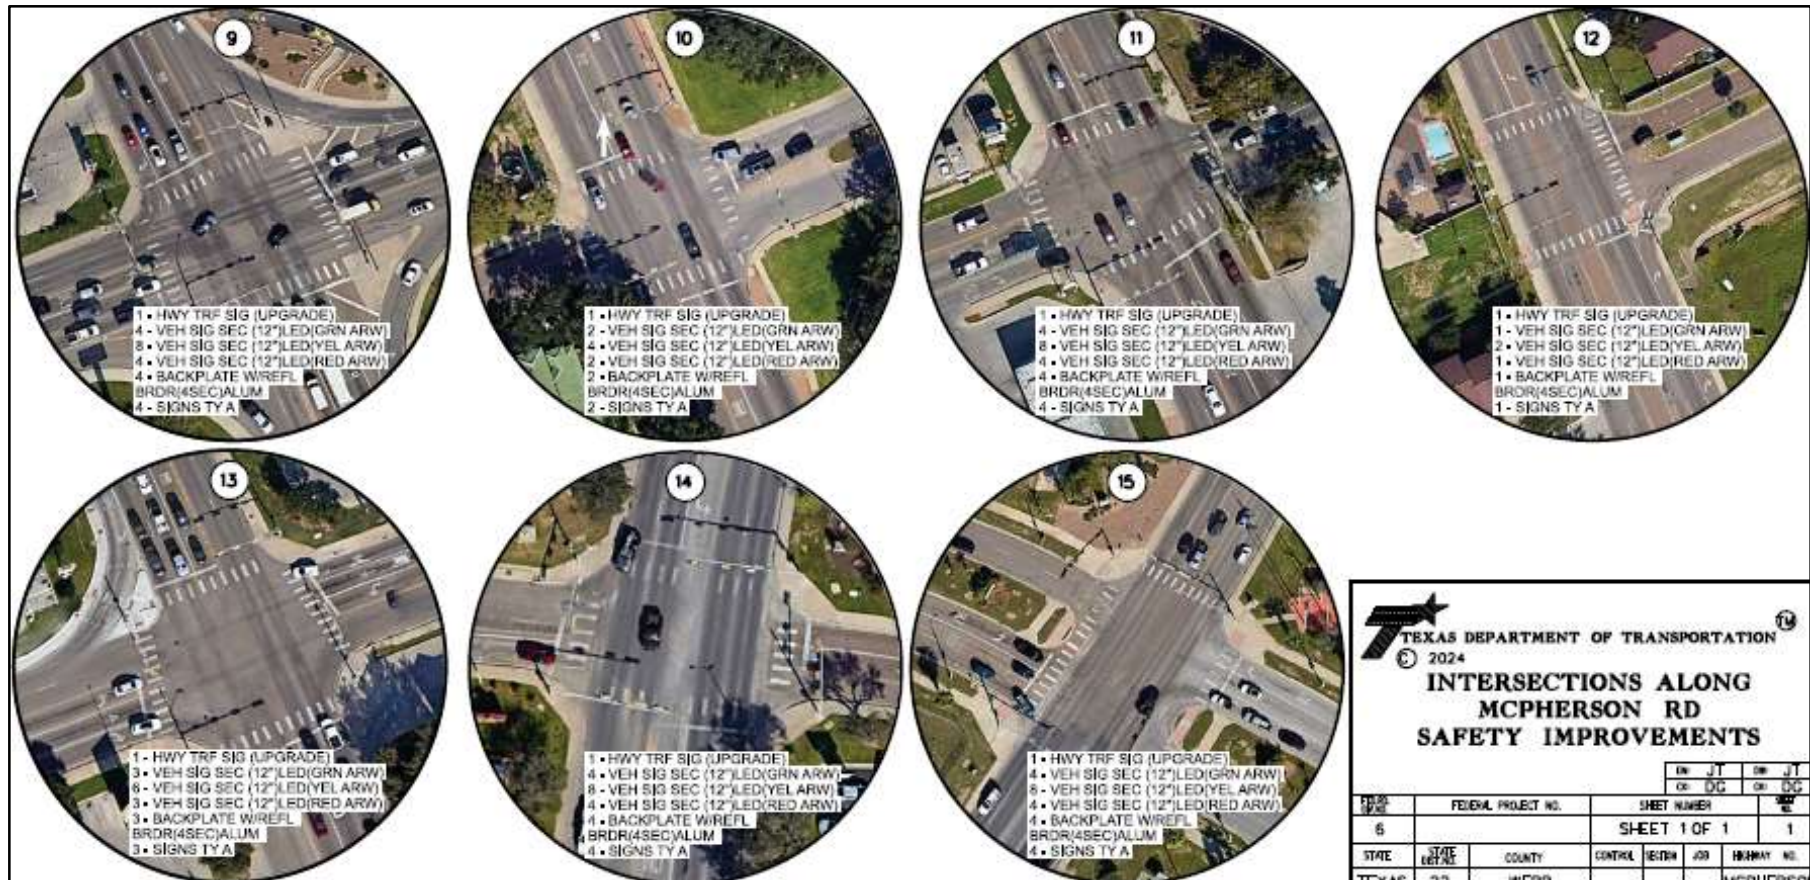 9
1 - HWY TRF SIG (UPGRADE)
4 - VEH SIG SEC (12")LED(GRN ARW)
8 - VEH SIG SEC (12")LED(YEL ARW)
4 - VEH SIG SEC (12")LED(RED ARW)
4 - BACKPLATE W/REFL
BRDR(4SEC)ALUM
4 - SIGNS TY A
10
1 - HWY TRF SIG (UPGRADE)
2 - VEH SIG SEC (12")LED(GRN ARW)
4 - VEH SIG SEC (12")LED(YEL ARW)
2 - VEH SIG SEC (12")LED(RED ARW)
2 - BACKPLATE W/REFL
BRDR(4SEC)ALUM
2 - SIGNS TY A
11
1 - HWY TRF SIG (UPGRADE)
4 - VEH SIG SEC (12")LED(GRN ARW)
8 - VEH SIG SEC (12")LED(YEL ARW)
4 - VEH SIG SEC (12")LED(RED ARW)
4 - BACKPLATE W/REFL
BRDR(4SEC)ALUM
4 - SIGNS TY A
12
1 - HWY TRF SIG (UPGRADE)
1 - VEH SIG SEC (12")LED(GRN ARW)
2 - VEH SIG SEC (12")LED(YEL ARW)
1 - VEH SIG SEC (12")LED(RED ARW)
1 - BACKPLATE W/REFL
BRDR(4SEC)ALUM
1 - SIGNS TY A
13
1 - HWY TRF SIG (UPGRADE)
3 - VEH SIG SEC (12")LED(GRN ARW)
6 - VEH SIG SEC (12")LED(YEL ARW)
3 - VEH SIG SEC (12")LED(RED ARW)
3 - BACKPLATE W/REFL
BRDR(4SEC)ALUM
3 - SIGNS TY A
14
1 - HWY TRF SIG (UPGRADE)
4 - VEH SIG SEC (12")LED(GRN ARW)
8 - VEH SIG SEC (12")LED(YEL ARW)
4 - VEH SIG SEC (12")LED(RED ARW)
4 - BACKPLATE W/REFL
BRDR(4SEC)ALUM
4 - SIGNS TY A
15
1 - HWY TRF SIG (UPGRADE)
4 - VEH SIG SEC (12")LED(GRN ARW)
8 - VEH SIG SEC (12")LED(YEL ARW)
4 - VEH SIG SEC (12")LED(RED ARW)
4 - BACKPLATE W/REFL
BRDR(4SEC)ALUM
4 - SIGNS TY A
TEXAS DEPARTMENT OF TRANSPORTATION TM
© 2024
INTERSECTIONS ALONG
MCPHERSON RD
SAFETY IMPROVEMENTS
JT JT
DG DG
FEDERAL PROJECT NO. SHEET NUMBER
6 SHEET 1 OF 1 1
STATE STATE DIST.NO. COUNTY CONTROL SECTION JOB HIGHWAY NO.
TEXAS 22 WEBB MCPHERSON